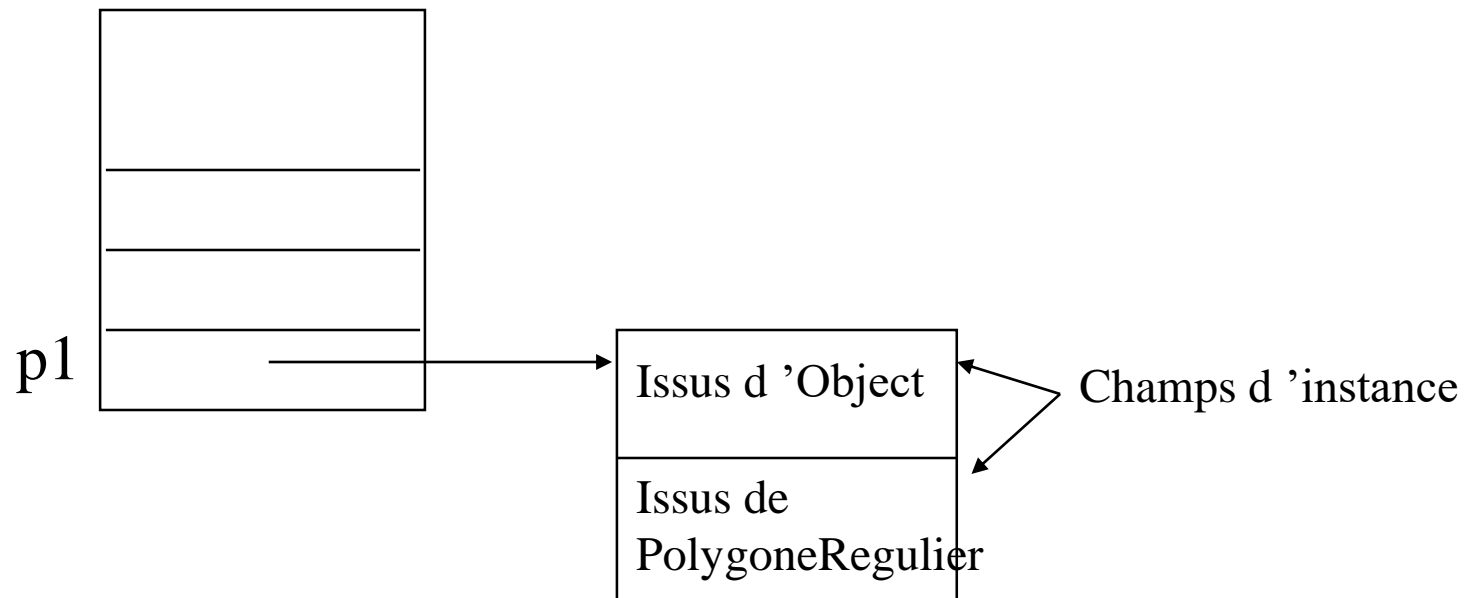 p1
Issus d ’Object
Champs d ’instance
Issus de
PolygoneRegulier